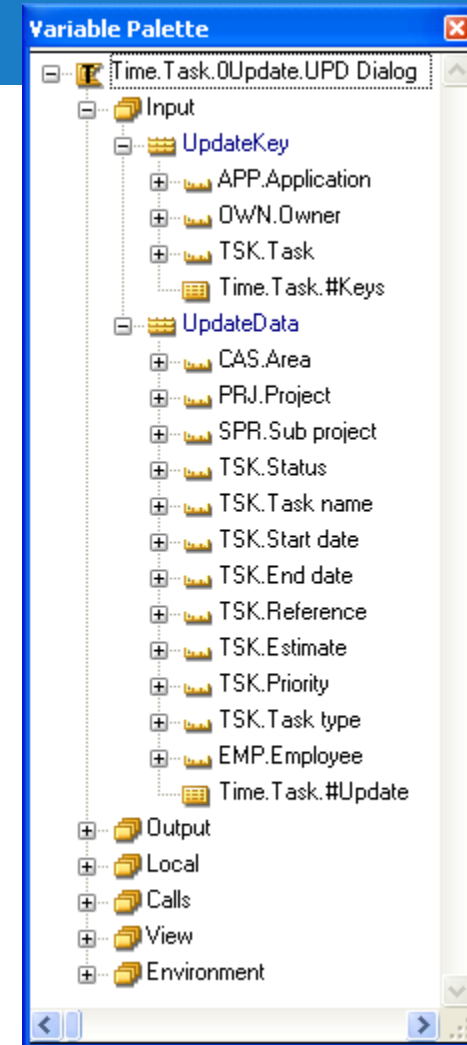 Variable Palette
Time.Task.0Update.UPD Dialog
Input
UpdateKey
APP.Application
OWN.Owner
TSK.Task
Time.Task.#Keys
UpdateData
CAS.Area
PRJ.Project
SPR.Sub project
TSK.Status
TSK.Task name
TSK.Start date
TSK.End date
TSK.Reference
TSK.Estimate
TSK.Priority
TSK.Task type
EMP.Employee
Time.Task.#Update
Output
Local
Calls
View
Environment